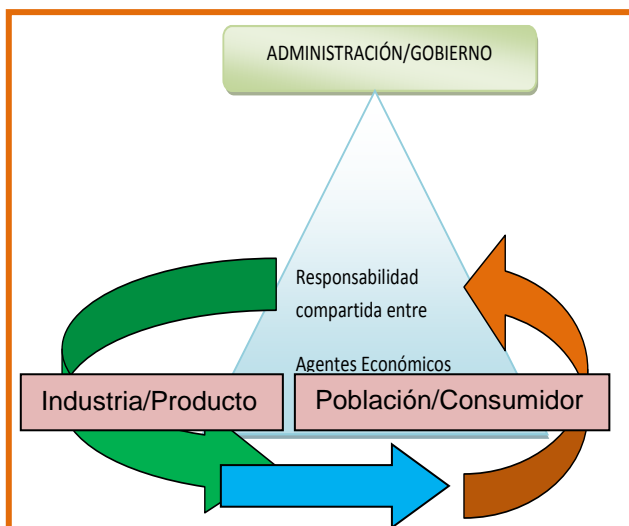 ADMINISTRACIÓN/GOBIERNO
Responsabilidad
compartida entre
Agentes Económicos
Industria/Producto
Población/Consumidor